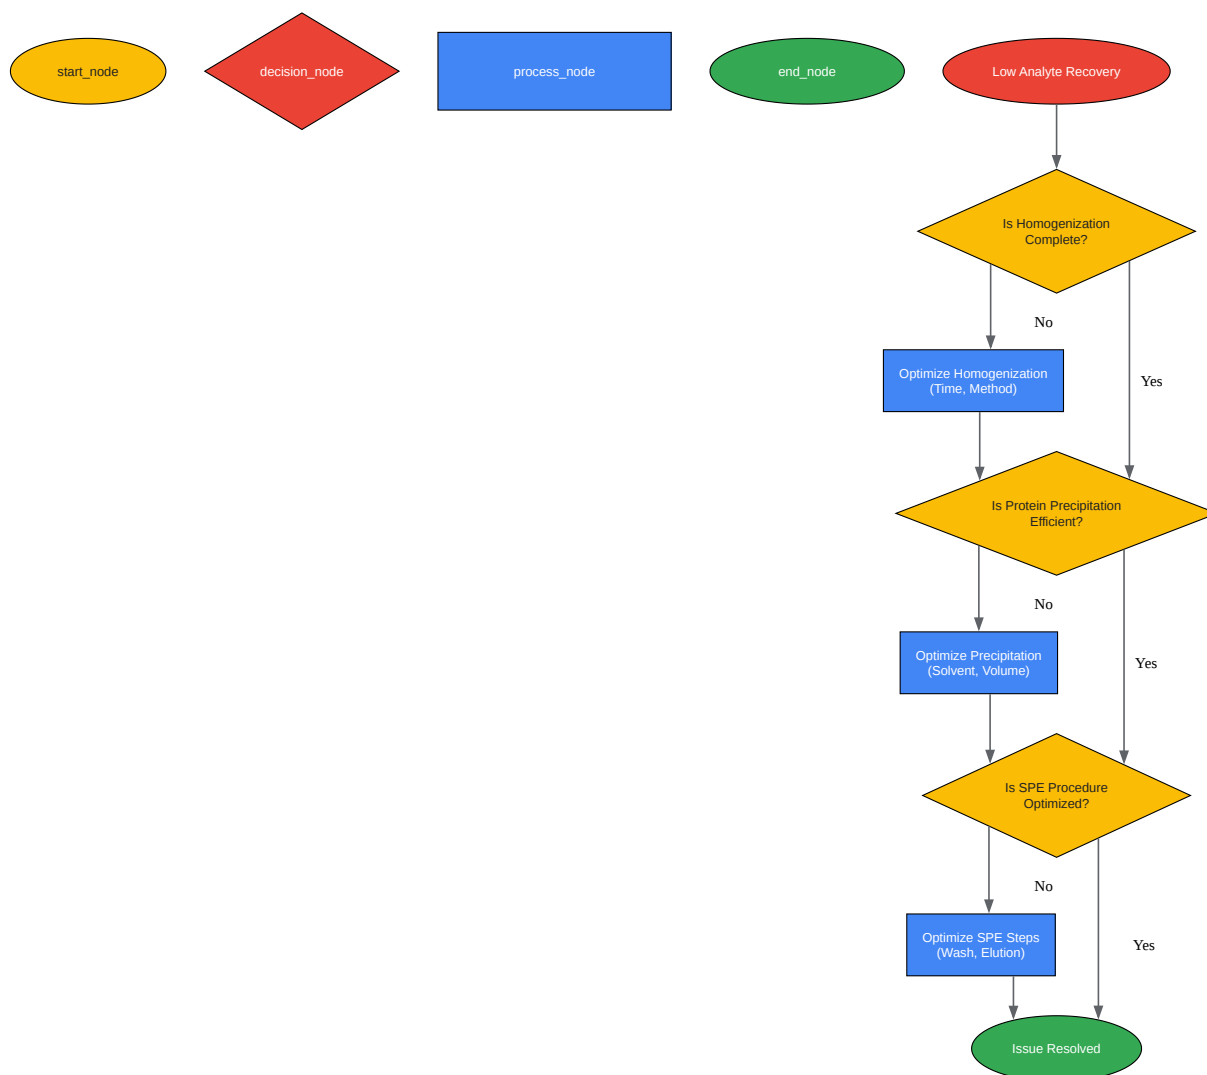 start_node
decision_node
process_node
end_node
Low Analyte Recovery
Is Homogenization
Complete?
No
Optimize Homogenization
(Time, Method)
Yes
Is Protein Precipitation
Efficient?
No
Optimize Precipitation
(Solvent, Volume)
Yes
Is SPE Procedure
Optimized?
No
Optimize SPE Steps
(Wash, Elution)
Yes
Issue Resolved